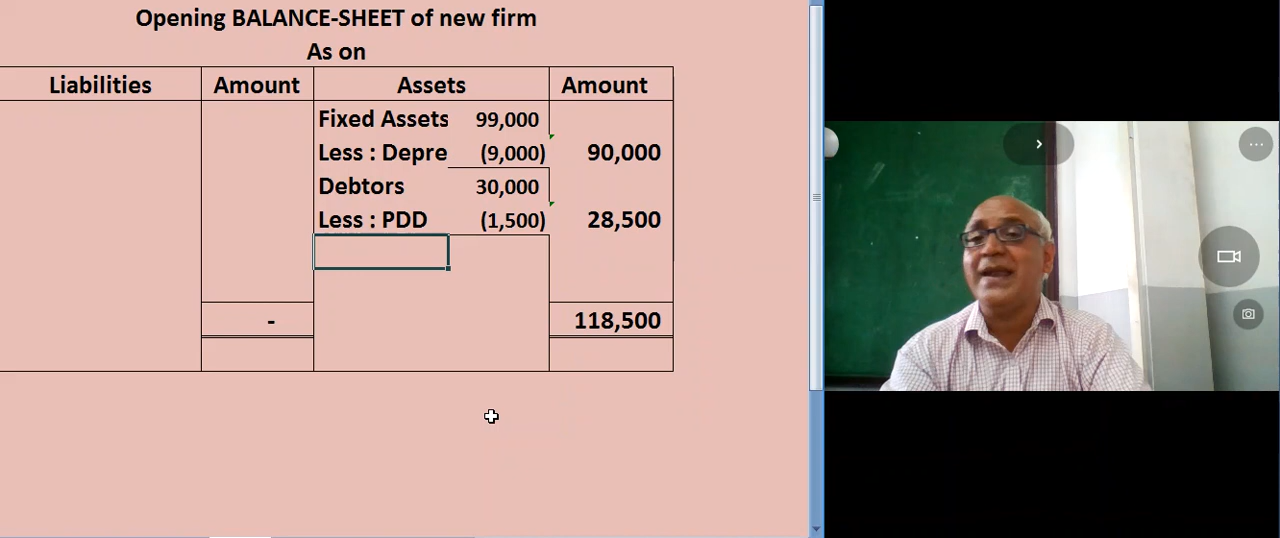 Opening BALANCE-SHEET of new firm
As on
Liabilities Amount Assets Amount
Fixed Assets 99,000
Less : Depre (9,000) 90,000
Debtors 30,000
Less : PDD (1,500) 28,500
- 118,500